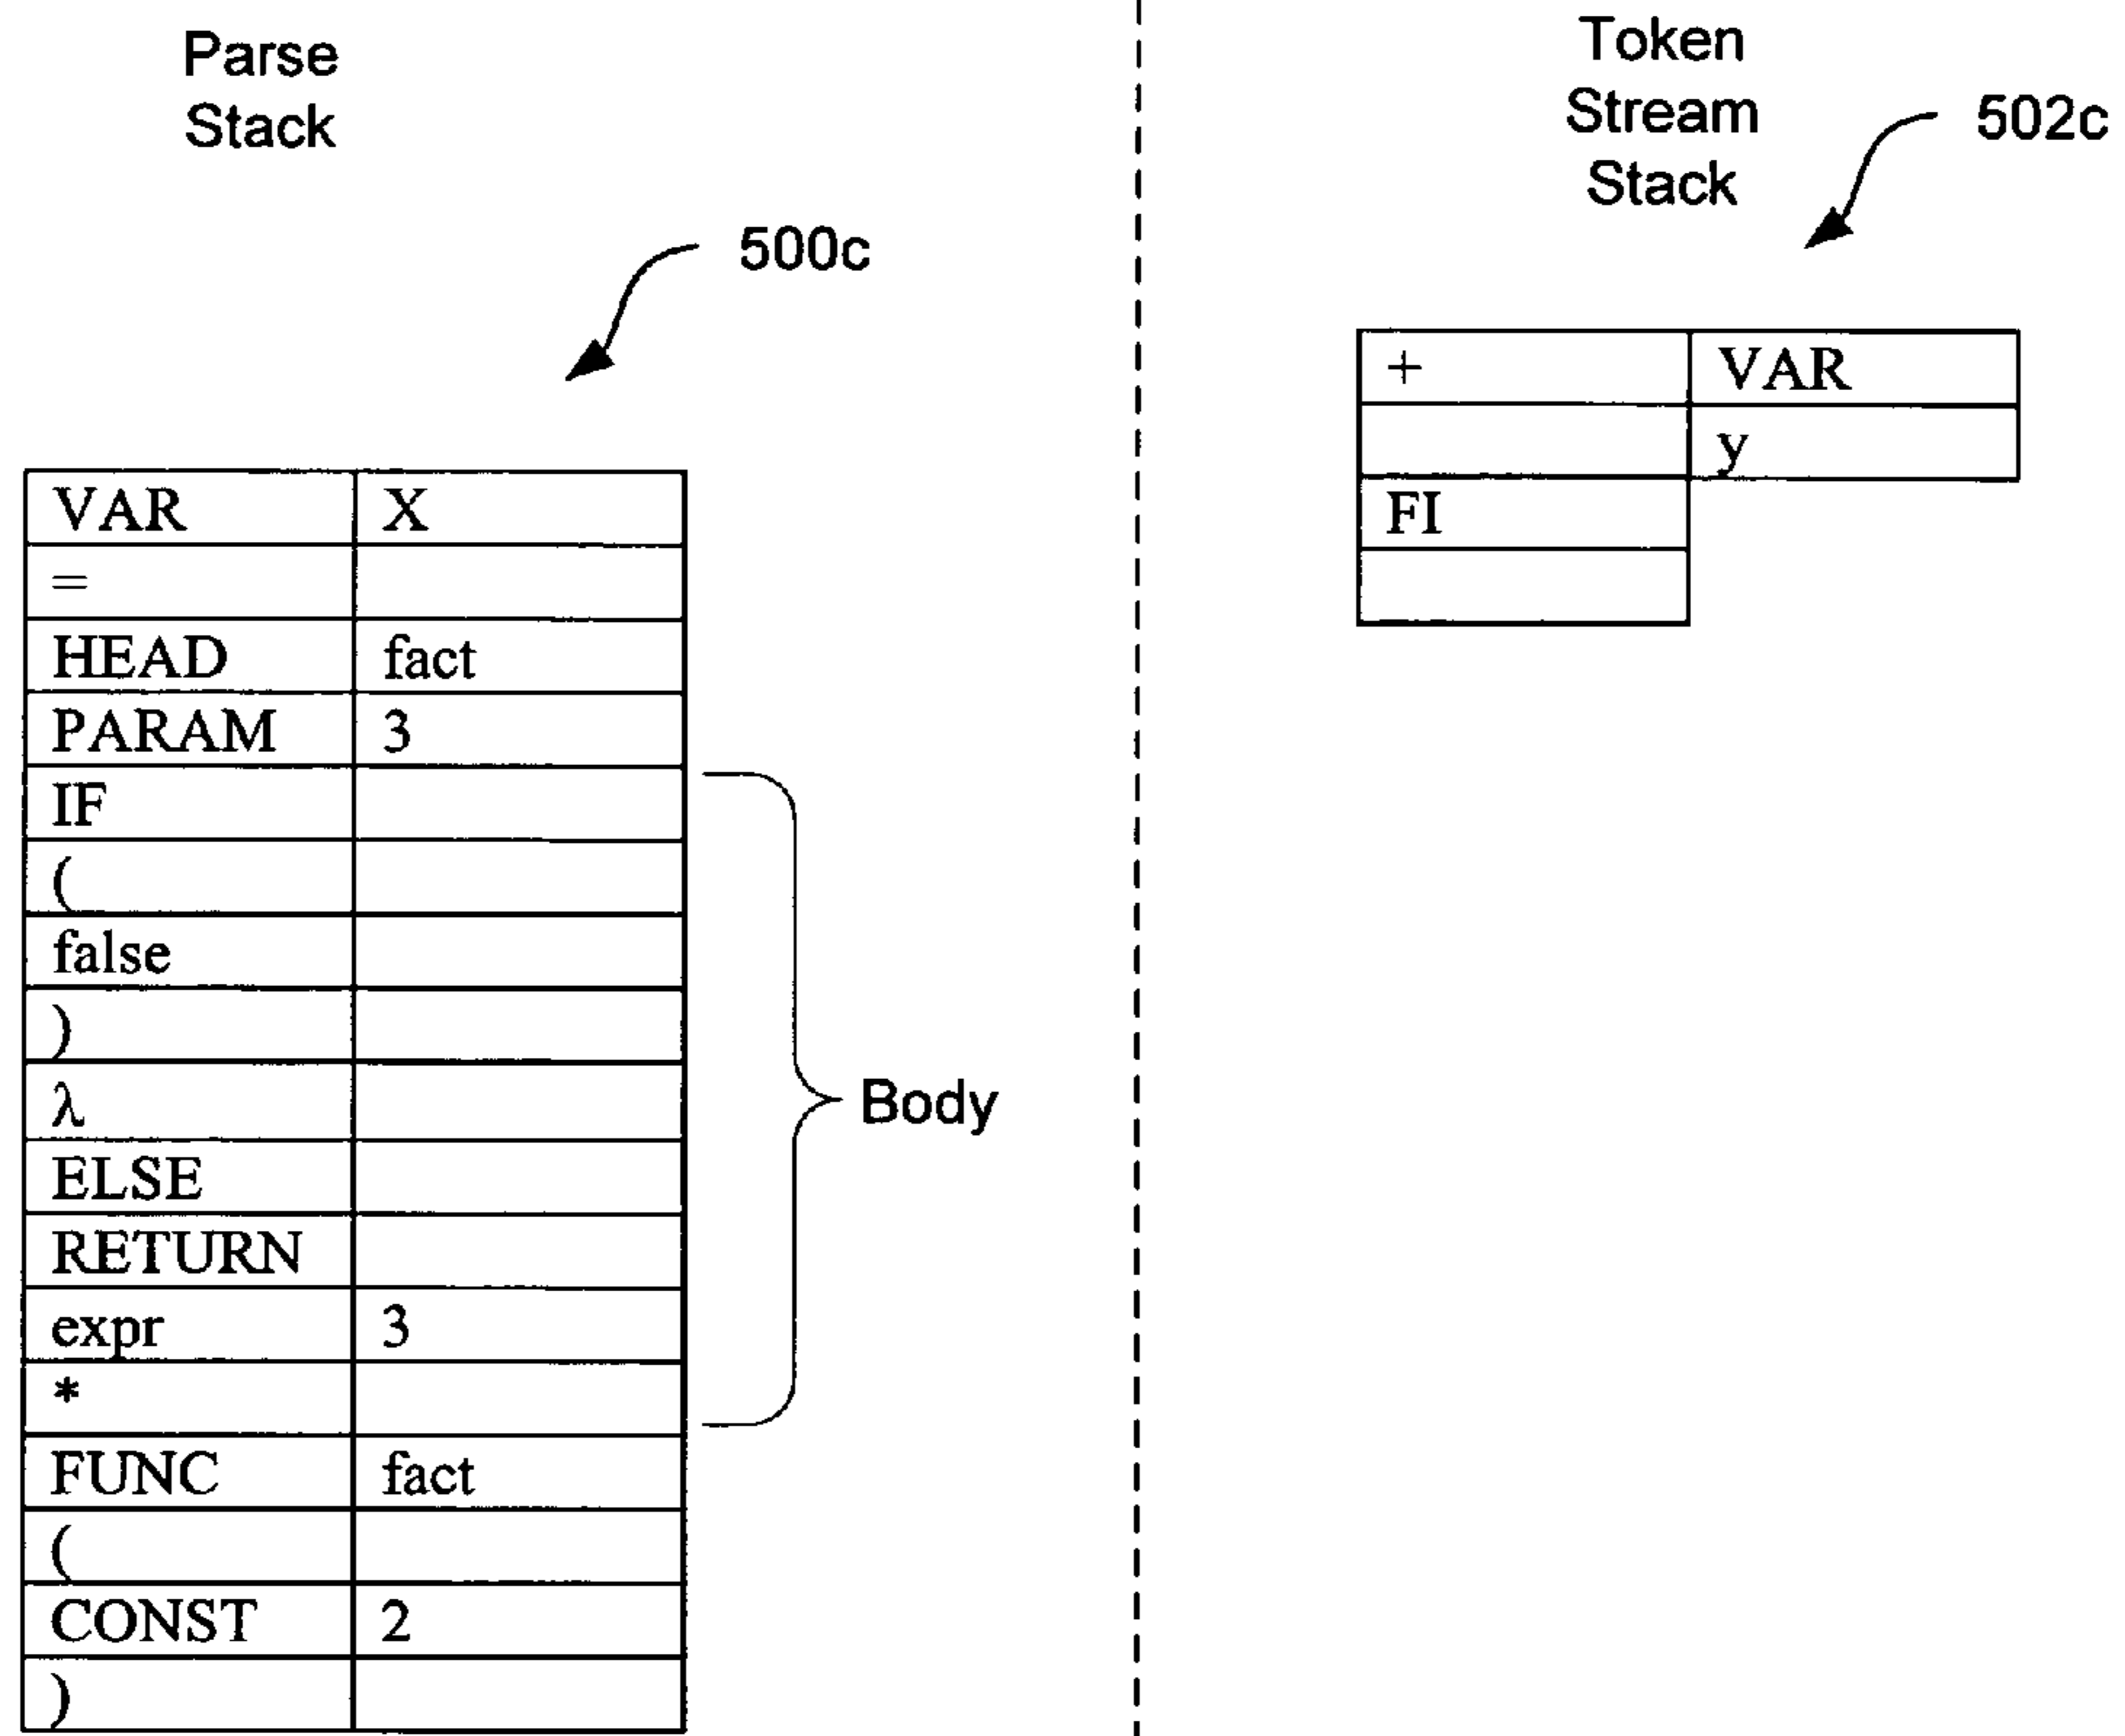 Parse
Stack
500c
VAR X
=
HEAD fact
PARAM 3
IF
(
false
)
λ
ELSE
RETURN
expr 3
*
FUNC fact
(
CONST 2
)
Body
Token
Stream
Stack
502c
+ VAR
y
FI